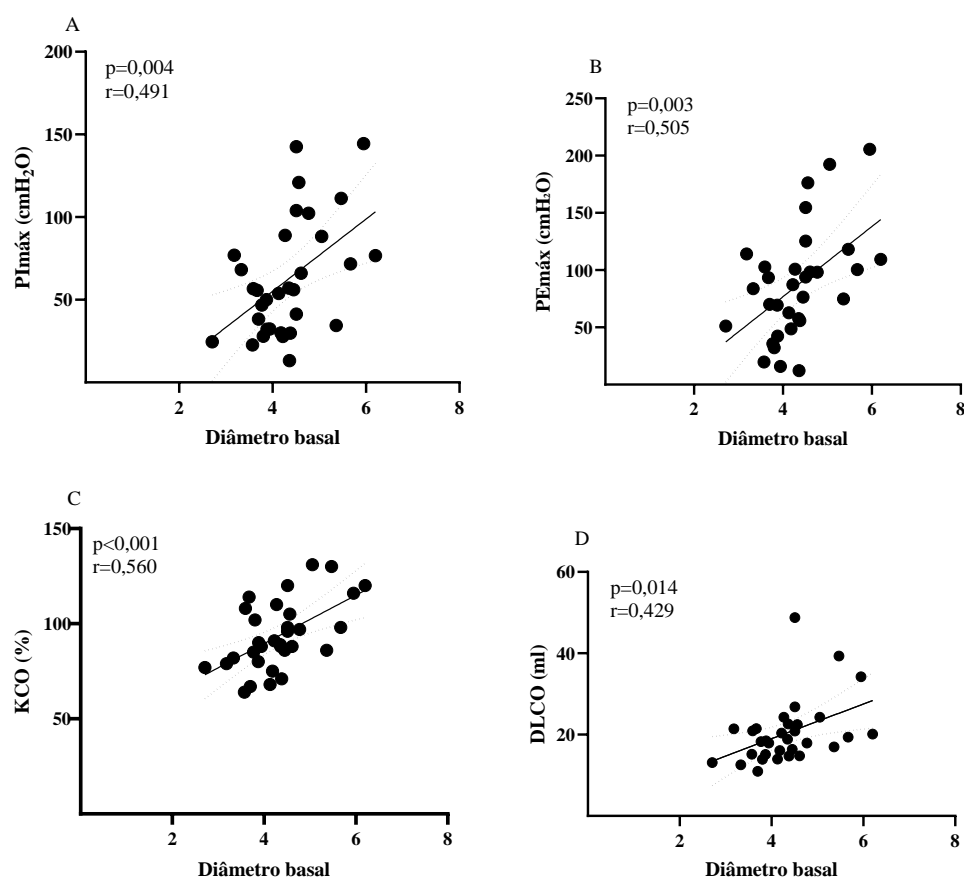 A
p=0,004
r=0,491
PImáx (cmH₂O)
200
150
100
50
2 4 6 8
Diâmetro basal
B
p=0,003
r=0,505
PEmáx (cmH₂O)
250
200
150
100
50
2 4 6 8
Diâmetro basal
C
p<0,001
r=0,560
KCO (%)
150
100
50
2 4 6 8
Diâmetro basal
D
p=0,014
r=0,429
DLCO (ml)
60
40
20
2 4 6 8
Diâmetro basal